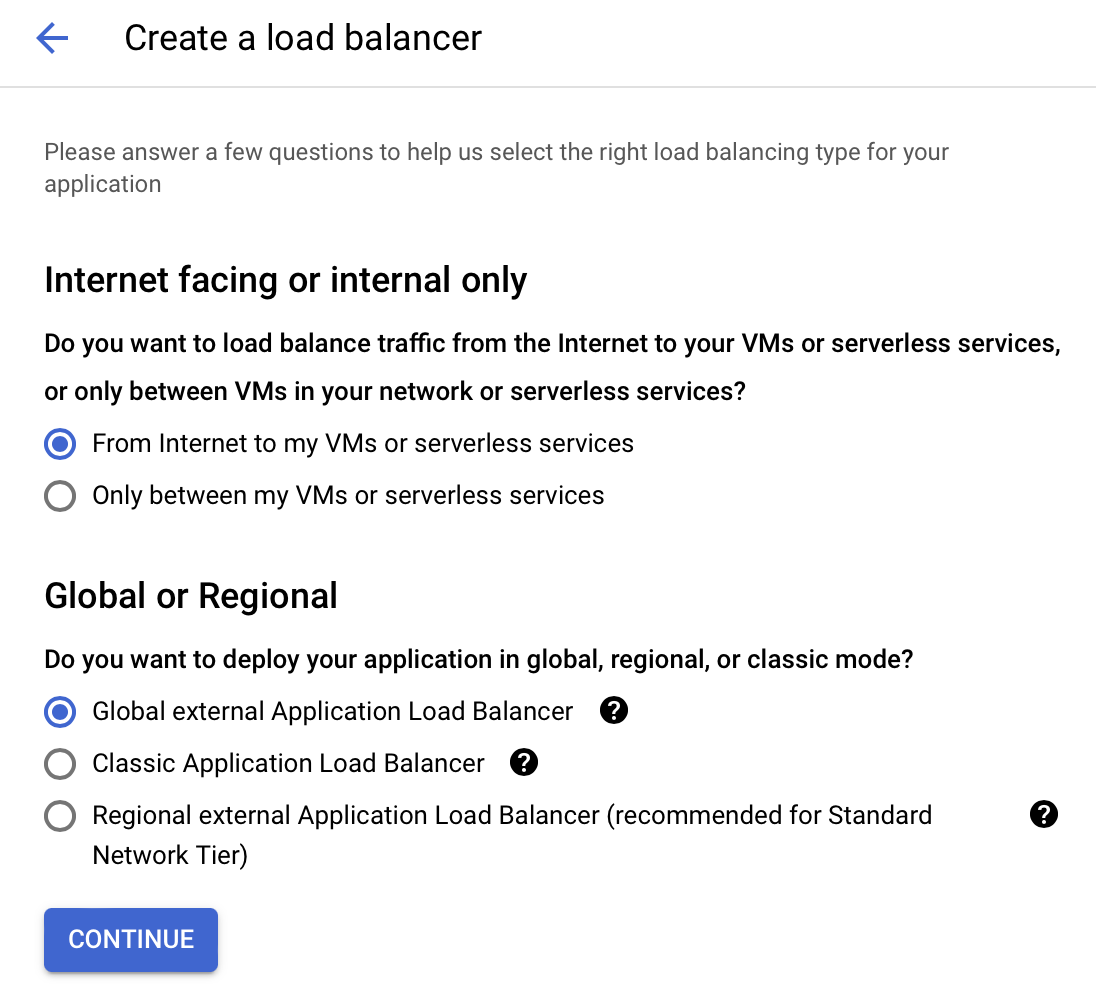 Create a load balancer
Please answer a few questions to help us select the right load balancing type for your
application
Internet facing or internal only
Do you want to load balance traffic from the Internet to your VMs or serverless services,
or only between VMs in your network or serverless services?
From Internet to my VMs or serverless services
Only between my VMs or serverless services
Global or Regional
Do you want to deploy your application in global, regional, or classic mode?
Global external Application Load Balancer ?
Classic Application Load Balancer ?
Regional external Application Load Balancer (recommended for Standard ?
Network Tier)
CONTINUE